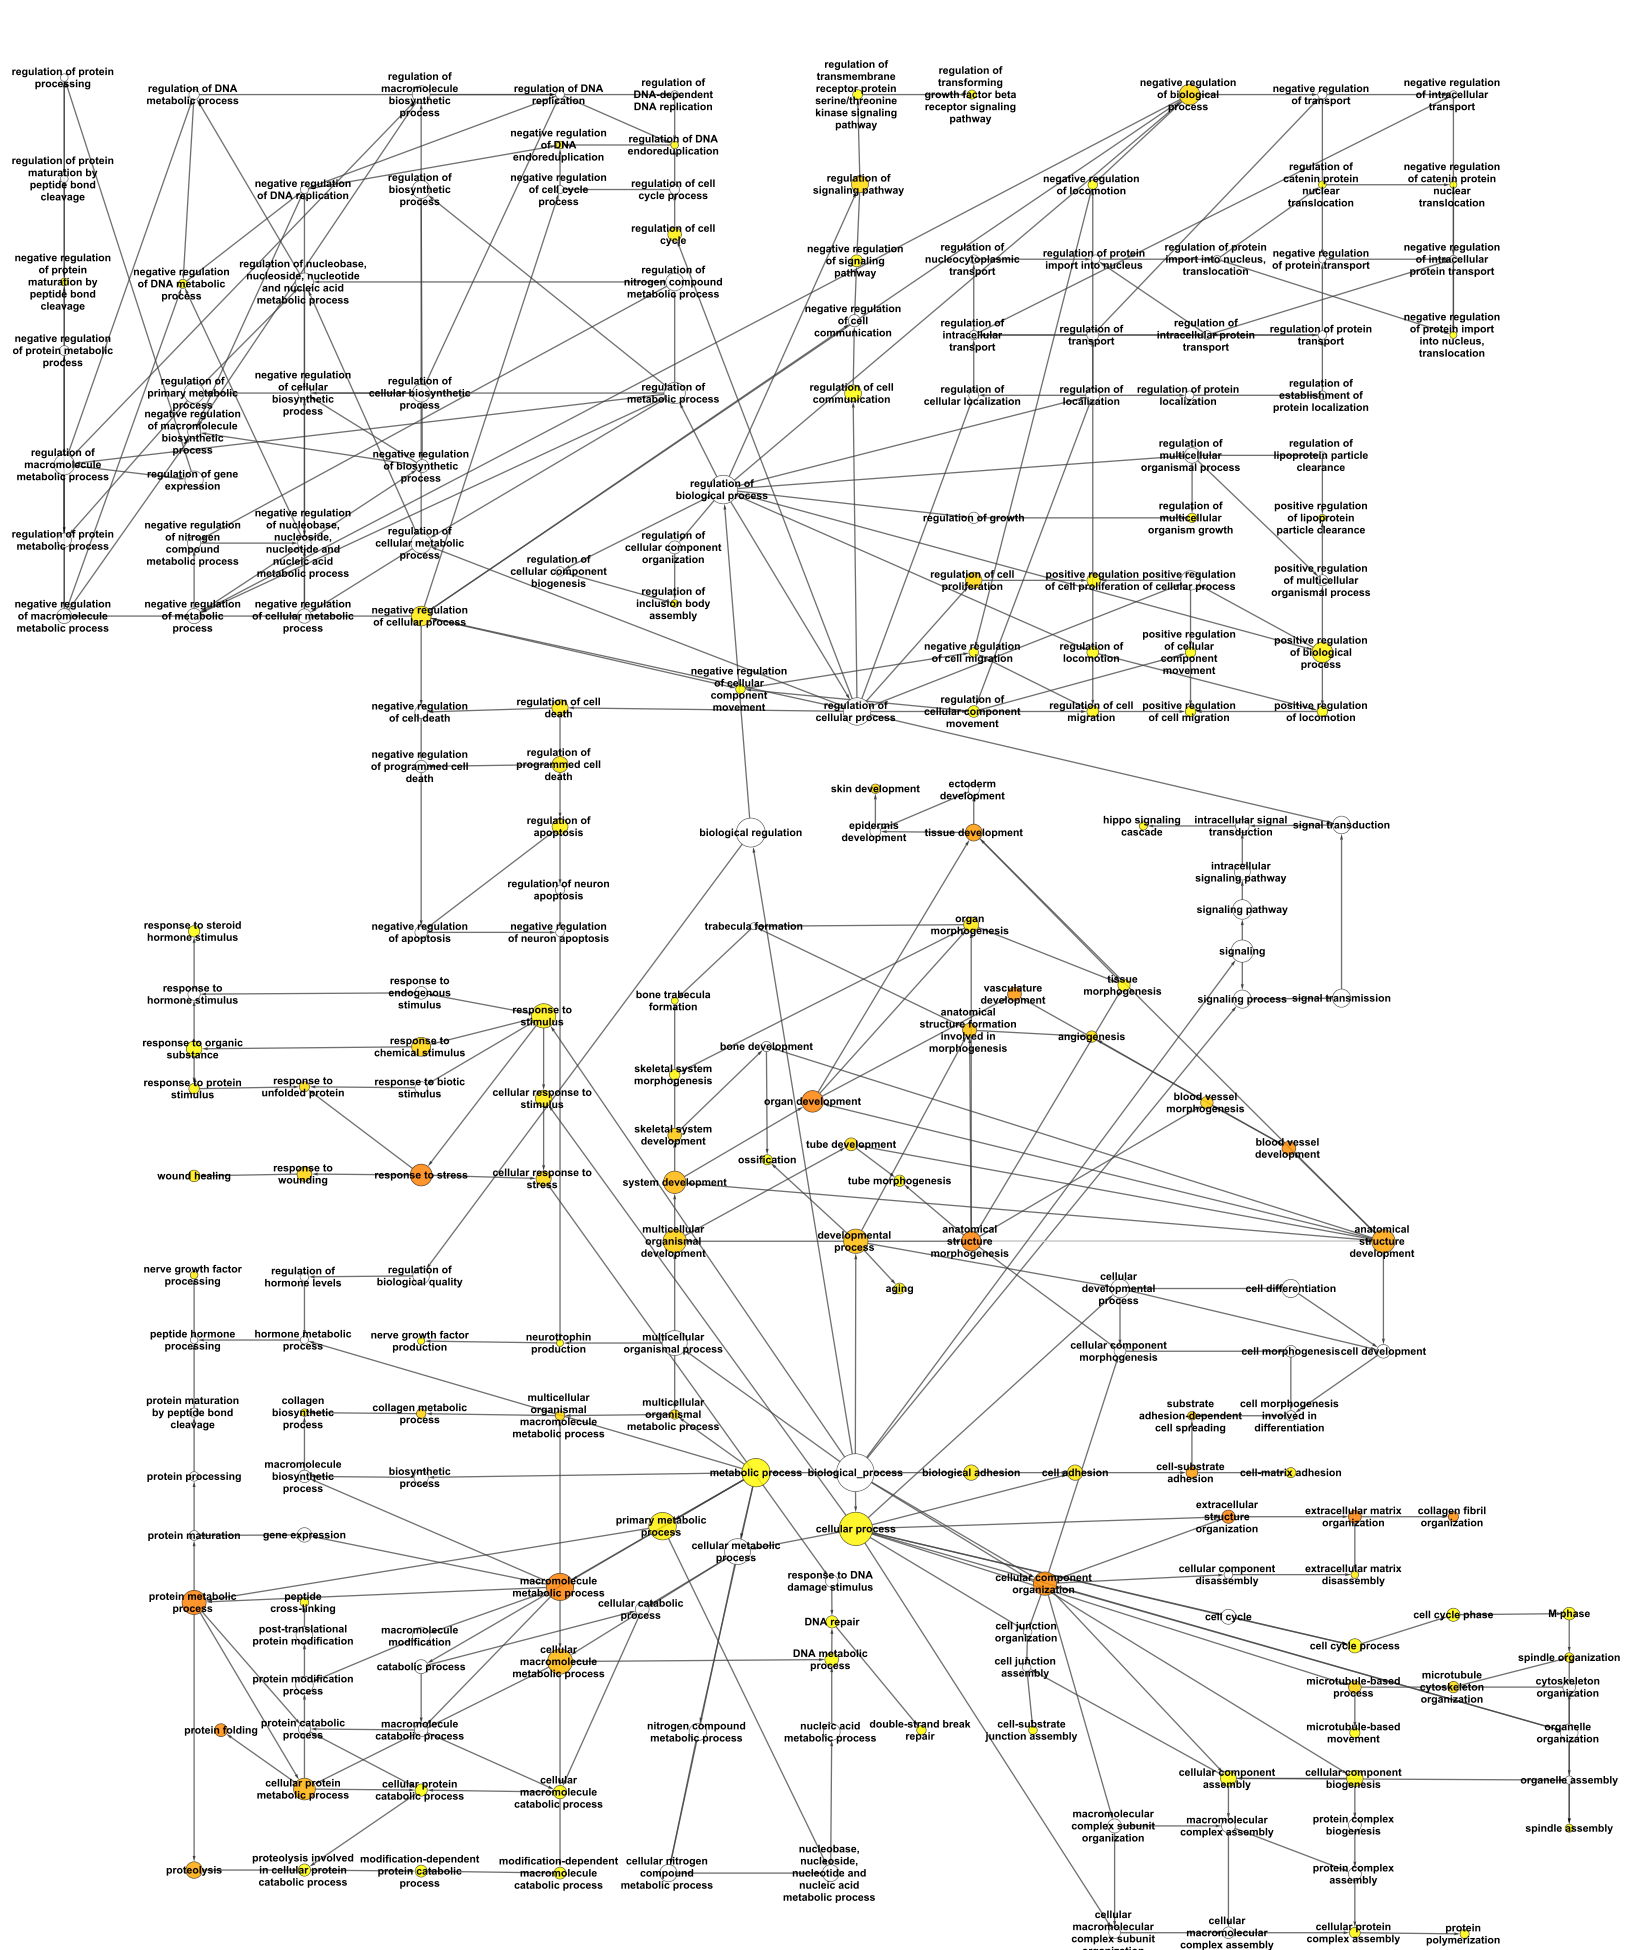 regulation of protein
processing
regulation of DNA
metabolic process
regulation of
macromolecule
biosynthetic
process
regulation of DNA
replication
regulation of
DNA-dependent
DNA replication
regulation of
transmembrane
receptor protein
serine/threonine
kinase signaling
pathway
regulation of
transforming
growth factor beta
receptor signaling
pathway
negative regulation
of biological
process
negative regulation
of transport
negative regulation
of intracellular
transport
negative regulation
of DNA
endoreduplication
regulation of DNA
endoreduplication
regulation of protein
maturation by
peptide bond
cleavage
negative regulation
of DNA replication
regulation of
biosynthetic
process
negative regulation
of cell cycle
process
regulation of cell
cycle process
regulation of
signaling pathway
negative regulation
of locomotion
regulation of
catenin protein
nuclear
translocation
negative regulation
of catenin protein
nuclear
translocation
regulation of cell
cycle
negative regulation
of protein
maturation by
peptide bond
cleavage
negative regulation
of DNA metabolic
process
regulation of nucleobase,
nucleoside, nucleotide
and nucleic acid
metabolic process
regulation of
nitrogen compound
metabolic process
negative regulation
of signaling
pathway
regulation of
nucleocytoplasmic
transport
regulation of protein
import into nucleus
regulation of protein
import into nucleus,
translocation
negative regulation
of protein transport
negative regulation
of intracellular
protein transport
negative regulation
of protein metabolic
process
negative regulation
of cell
communication
regulation of
intracellular
transport
regulation of
transport
regulation of
intracellular protein
transport
regulation of protein
transport
negative regulation
of protein import
into nucleus,
translocation
regulation of
primary metabolic
process
negative regulation
of cellular
biosynthetic
process
regulation of
cellular biosynthetic
process
regulation of
metabolic process
regulation of cell
communication
regulation of
cellular localization
regulation of
localization
regulation of protein
localization
regulation of
establishment of
protein localization
negative regulation
of macromolecule
biosynthetic
process
regulation of
macromolecule
metabolic process
regulation of gene
expression
negative regulation
of biosynthetic
process
regulation of
biological process
regulation of
multicellular
organismal process
regulation of
lipoprotein particle
clearance
regulation of protein
metabolic process
negative regulation
of nitrogen
compound
metabolic process
negative regulation
of nucleobase,
nucleoside,
nucleotide and
nucleic acid
metabolic process
regulation of
cellular metabolic
process
regulation of
cellular component
organization
regulation of growth
regulation of
multicellular
organism growth
positive regulation
of lipoprotein
particle clearance
regulation of
cellular component
biogenesis
regulation of cell
proliferation
positive regulation
of cell proliferation
positive regulation
of cellular process
positive regulation
of multicellular
organismal process
negative regulation
of macromolecule
metabolic process
negative regulation
of metabolic
process
negative regulation
of cellular metabolic
process
negative regulation
of cellular process
regulation of
inclusion body
assembly
negative regulation
of cell migration
regulation of
locomotion
positive regulation
of cellular
component
movement
positive regulation
of biological
process
negative regulation
of cellular
component
movement
negative regulation
of cell death
regulation of cell
death
regulation of
cellular process
regulation of
cellular component
movement
regulation of cell
migration
positive regulation
of cell migration
positive regulation
of locomotion
negative regulation
of programmed cell
death
regulation of
programmed cell
death
skin development
ectoderm
development
regulation of
apoptosis
biological regulation
epidermis
development
tissue development
hippo signaling
cascade
intracellular signal
transduction
signal transduction
intracellular
signaling pathway
regulation of neuron
apoptosis
signaling pathway
response to steroid
hormone stimulus
negative regulation
of apoptosis
negative regulation
of neuron apoptosis
trabecula formation
organ
morphogenesis
signaling
response to
hormone stimulus
response to
endogenous
stimulus
response to
stimulus
bone trabecula
formation
vasculature
development
tissue
morphogenesis
signaling process
signal transmission
response to organic
substance
response to
chemical stimulus
bone development
anatomical
structure formation
involved in
morphogenesis
angiogenesis
response to protein
stimulus
response to
unfolded protein
response to biotic
stimulus
cellular response to
stimulus
skeletal system
morphogenesis
organ development
blood vessel
morphogenesis
skeletal system
development
tube development
blood vessel
development
wound healing
response to
wounding
response to stress
cellular response to
stress
ossification
system development
tube morphogenesis
multicellular
organismal
development
developmental
process
anatomical
structure
morphogenesis
anatomical
structure
development
nerve growth factor
processing
regulation of
hormone levels
regulation of
biological quality
aging
cellular
developmental
process
cell differentiation
peptide hormone
processing
hormone metabolic
process
nerve growth factor
production
neurotrophin
production
multicellular
organismal process
cellular component
morphogenesis
cell morphogenesis
cell development
protein maturation
by peptide bond
cleavage
collagen
biosynthetic
process
collagen metabolic
process
multicellular
organismal
macromolecule
metabolic process
multicellular
organismal
metabolic process
substrate
adhesion-dependent
cell spreading
cell morphogenesis
involved in
differentiation
protein processing
macromolecule
biosynthetic
process
biosynthetic
process
metabolic process
biological_process
biological adhesion
cell adhesion
cell-substrate
adhesion
cell-matrix adhesion
protein maturation
gene expression
primary metabolic
process
cellular metabolic
process
cellular process
extracellular
structure
organization
extracellular matrix
organization
collagen fibril
organization
protein metabolic
process
peptide
cross-linking
macromolecule
metabolic process
cellular catabolic
process
response to DNA
damage stimulus
cellular component
organization
cellular component
disassembly
extracellular matrix
disassembly
post-translational
protein modification
macromolecule
modification
DNA repair
cell junction
organization
cell cycle
cell cycle phase
M phase
cell cycle process
protein modification
process
catabolic process
cellular
macromolecule
metabolic process
DNA metabolic
process
cell junction
assembly
spindle organization
microtubule-based
process
microtubule
cytoskeleton
organization
cytoskeleton
organization
protein folding
protein catabolic
process
macromolecule
catabolic process
nitrogen compound
metabolic process
nucleic acid
metabolic process
double-strand break
repair
cell-substrate
junction assembly
microtubule-based
movement
organelle
organization
cellular protein
metabolic process
cellular protein
catabolic process
cellular
macromolecule
catabolic process
cellular component
assembly
cellular component
biogenesis
organelle assembly
macromolecular
complex subunit
organization
macromolecular
complex assembly
protein complex
biogenesis
spindle assembly
proteolysis
proteolysis involved
in cellular protein
catabolic process
modification-dependent
protein catabolic
process
modification-dependent
macromolecule
catabolic process
cellular nitrogen
compound
metabolic process
nucleobase,
nucleoside,
nucleotide and
nucleic acid
metabolic process
protein complex
assembly
cellular
macromolecular
complex subunit
organization
cellular
macromolecular
complex assembly
cellular protein
complex assembly
protein
polymerization